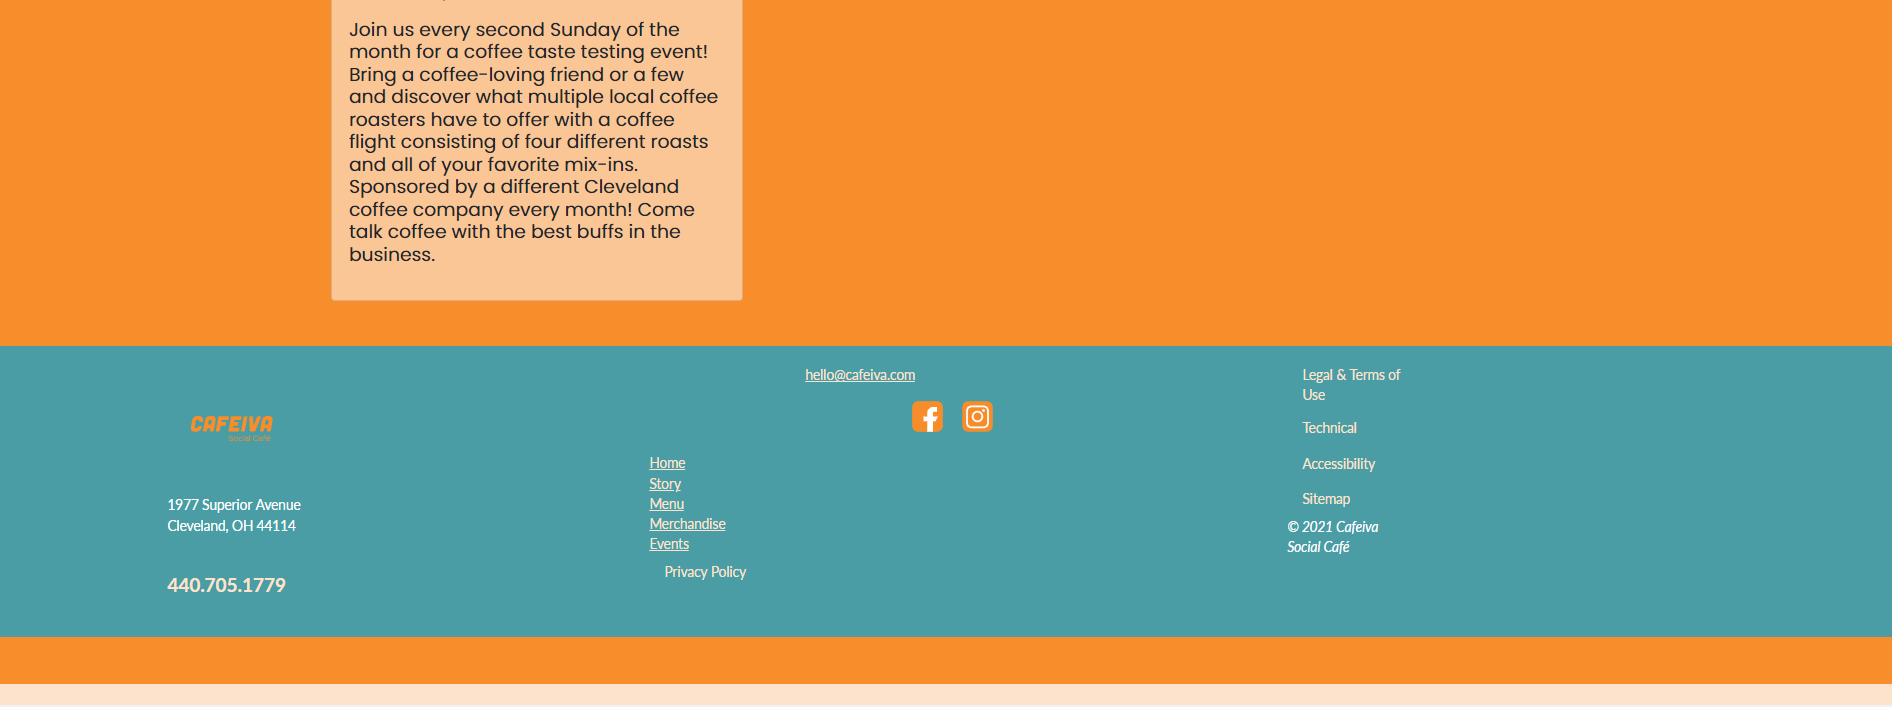 Join us every second Sunday of the
month for a coffee taste testing event!
Bring a coffee-loving friend or a few
and discover what multiple local coffee
roasters have to offer with a coffee
flight consisting of four different roasts
and all of your favorite mix-ins.
Sponsored by a different Cleveland
coffee company every month! Come
talk coffee with the best buffs in the
business.
CAFEIVA
Social Café
1977 Superior Avenue
Cleveland, OH 44114
440.705.1779
hello@cafeiva.com
Home
Story
Menu
Merchandise
Events
Privacy Policy
Legal & Terms of
Use
Technical
Accessibility
Sitemap
© 2021 Cafeiva
Social Café